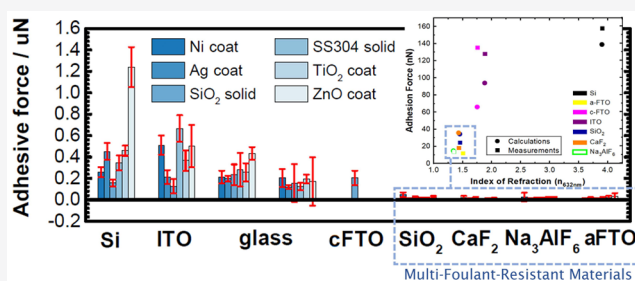 Adhesive force / uN
1.6
1.4
1.2
1.0
0.8
0.6
0.4
0.2
0.0
-0.2
Ni coat
Ag coat
SiO₂ solid
SS304 solid
TiO₂ coat
ZnO coat
Si ITO glass cFTO SiO₂ CaF₂ Na₃AlF₆ aFTO
Multi-Foulant-Resistant Materials
Adhesion Force (nN)
160
140
120
100
80
60
40
20
0
1.0 1.5 2.0 2.5 3.0 3.5 4.0
Index of Refraction (n₆₃₂nm)
Si
a-FTO
c-FTO
ITO
SiO₂
CaF₂
Na₃AlF₆
Calculations
Measurements